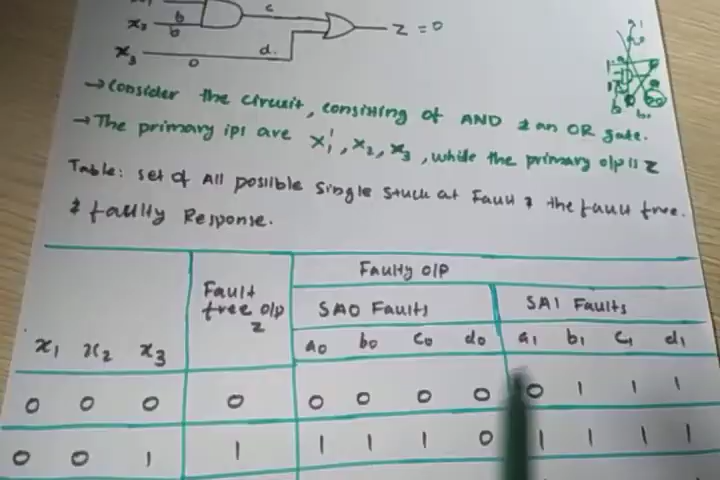 c
x₂ b
b
Z = 0
x₃ 0 d
→ Consider the circuit, consisting of AND & an OR gate.
→ The primary ips are x₁', x₂, x₃, while the primary o/p is Z
Table: set of All possible single stuck at Fault & the fault free.
& faulty Response.
Faulty o/p
Fault free o/p Z
SA0 Faults SA1 Faults
x₁ x₂ x₃ a₀ b₀ c₀ d₀ a₁ b₁ c₁ d₁
0 0 0 0 0 0 0 0 0 1 1 1
0 0 1 1 1 1 1 0 1 1 1 1